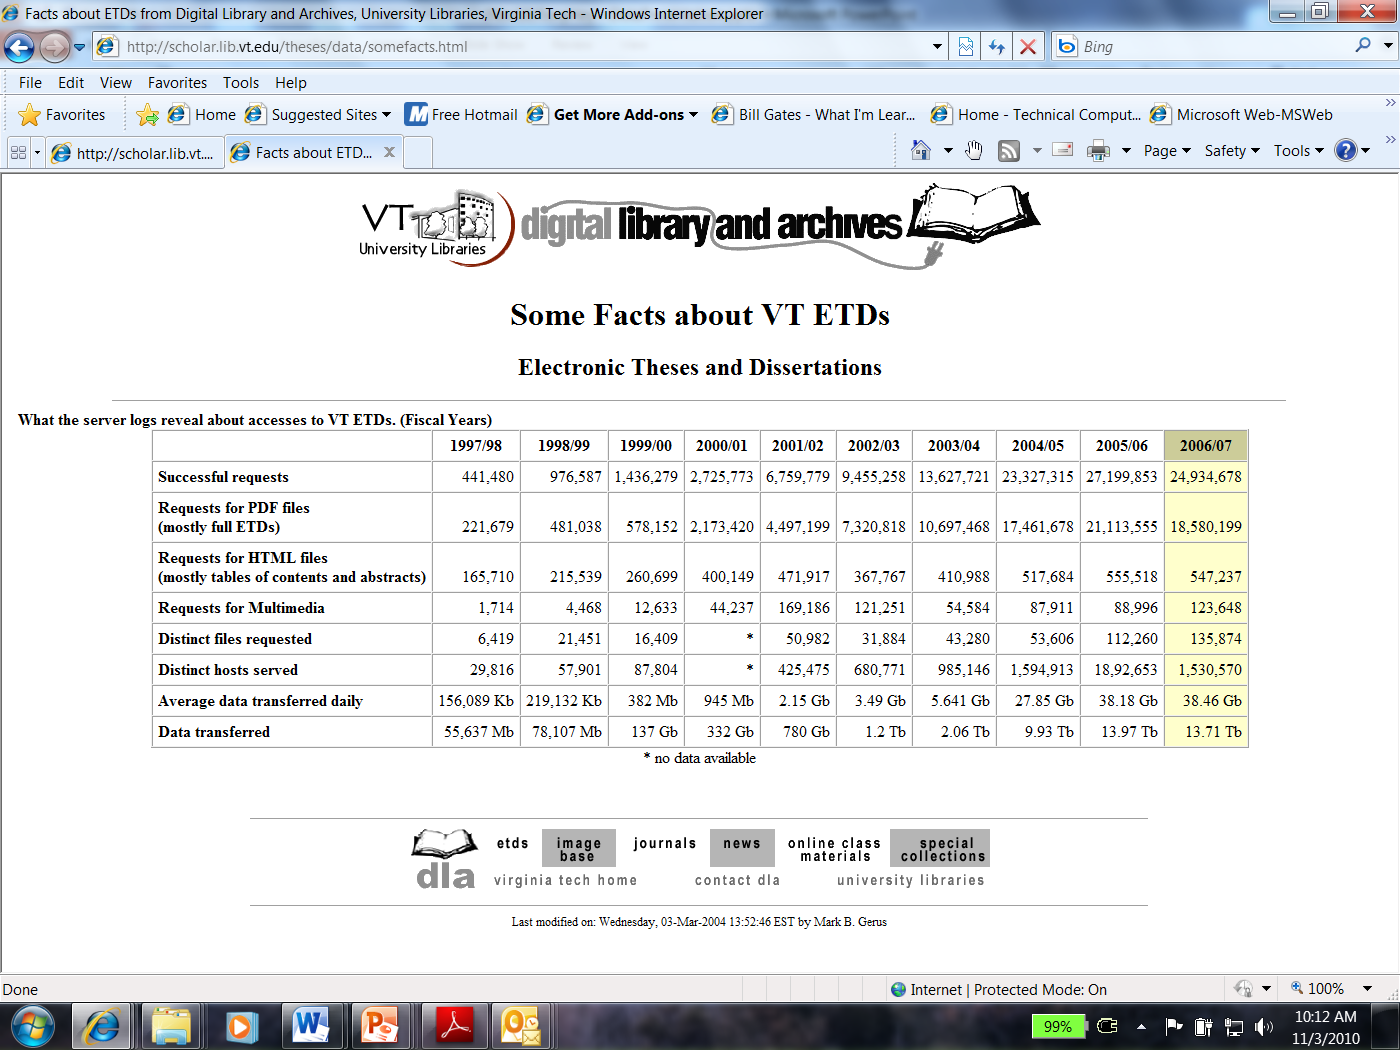 Facts about ETDs from Digital Library and Archives, University Libraries, Virginia Tech - Windows Internet Explorer
http://scholar.lib.vt.edu/theses/data/somefacts.html
Bing
File Edit View Favorites Tools Help
Favorites Home Suggested Sites Free Hotmail Get More Add-ons Bill Gates - What I'm Lear... Home - Technical Comput... Microsoft Web-MSWeb
http://scholar.lib.vt.... Facts about ETD... Page Safety Tools
VT
University Libraries
digital library and archives
Some Facts about VT ETDs
Electronic Theses and Dissertations
What the server logs reveal about accesses to VT ETDs. (Fiscal Years)
1997/98 1998/99 1999/00 2000/01 2001/02 2002/03 2003/04 2004/05 2005/06 2006/07
Successful requests 441,480 976,587 1,436,279 2,725,773 6,759,779 9,455,258 13,627,721 23,327,315 27,199,853 24,934,678
Requests for PDF files
(mostly full ETDs) 221,679 481,038 578,152 2,173,420 4,497,199 7,320,818 10,697,468 17,461,678 21,113,555 18,580,199
Requests for HTML files
(mostly tables of contents and abstracts) 165,710 215,539 260,699 400,149 471,917 367,767 410,988 517,684 555,518 547,237
Requests for Multimedia 1,714 4,468 12,633 44,237 169,186 121,251 54,584 87,911 88,996 123,648
Distinct files requested 6,419 21,451 16,409 * 50,982 31,884 43,280 53,606 112,260 135,874
Distinct hosts served 29,816 57,901 87,804 * 425,475 680,771 985,146 1,594,913 18,92,653 1,530,570
Average data transferred daily 156,089 Kb 219,132 Kb 382 Mb 945 Mb 2.15 Gb 3.49 Gb 5.641 Gb 27.85 Gb 38.18 Gb 38.46 Gb
Data transferred 55,637 Mb 78,107 Mb 137 Gb 332 Gb 780 Gb 1.2 Tb 2.06 Tb 9.93 Tb 13.97 Tb 13.71 Tb
* no data available
etds image base journals news online class materials special collections
dla virginia tech home contact dla university libraries
Last modified on: Wednesday, 03-Mar-2004 13:52:46 EST by Mark B. Gerus
Done Internet | Protected Mode: On 100%
99% 10:12 AM
11/3/2010